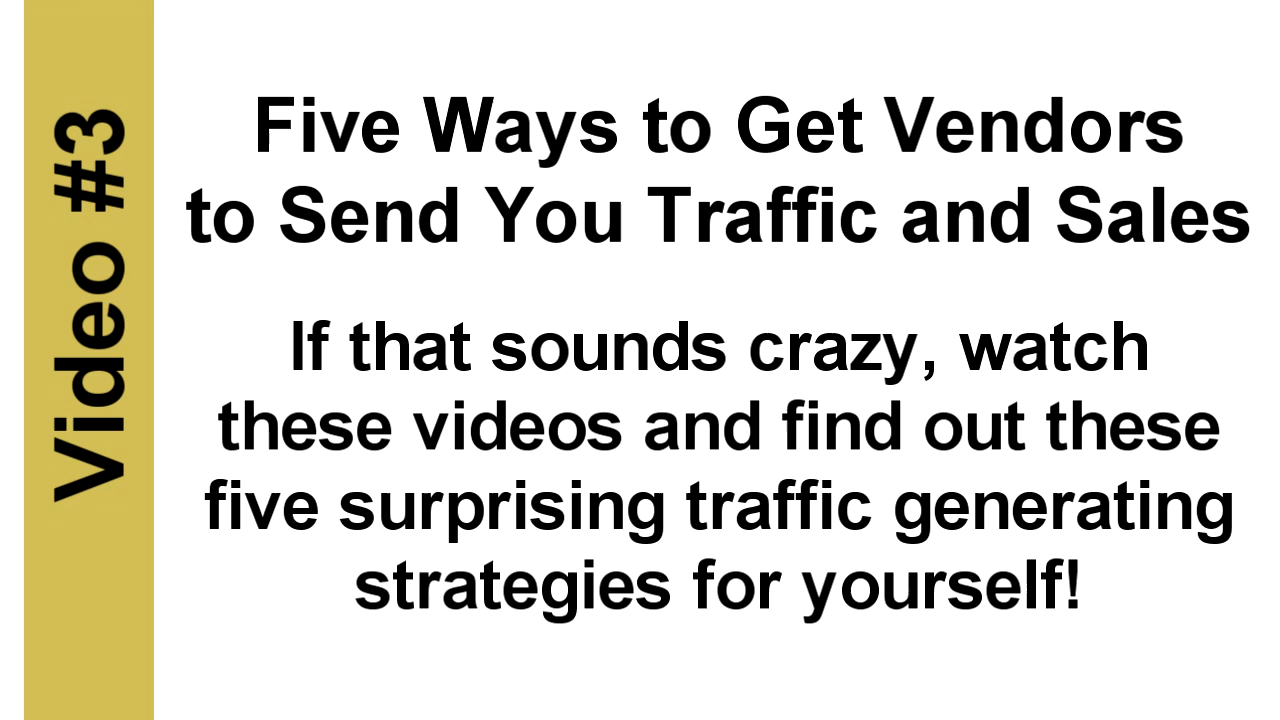 Video #3
Five Ways to Get Vendors
to Send You Traffic and Sales
If that sounds crazy, watch
these videos and find out these
five surprising traffic generating
strategies for yourself!